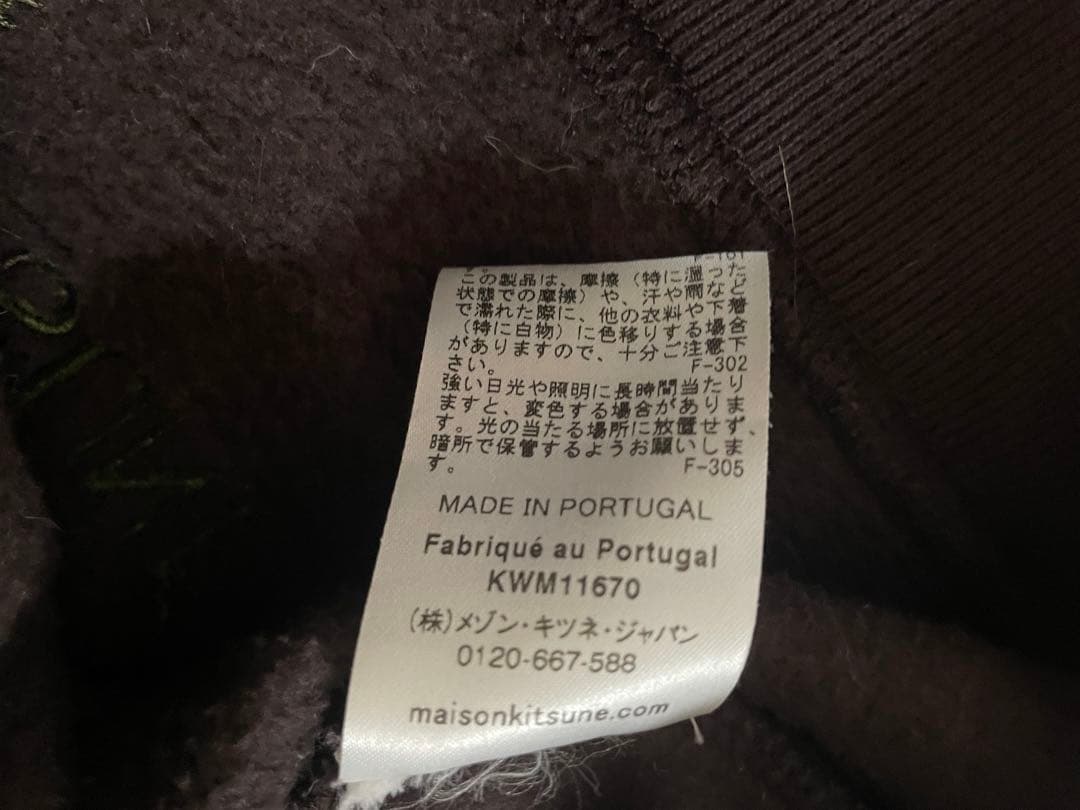 F-101
この製品は、摩擦（特に湿った
状態での摩擦）や、汗や雨など
で濡れた際に、他の衣料や下着
（特に白物）に色移りする場合
がありますので、十分ご注意下
さい。 F-302
強い日光や照明に長時間当たり
ますと、変色する場合がありま
す。光の当たる場所に放置せず、
暗所で保管するようお願いしま
す。 F-305
MADE IN PORTUGAL
Fabriqué au Portugal
KWM11670
(株)メゾン・キツネ・ジャパン
0120-667-588
maisonkitsune.com